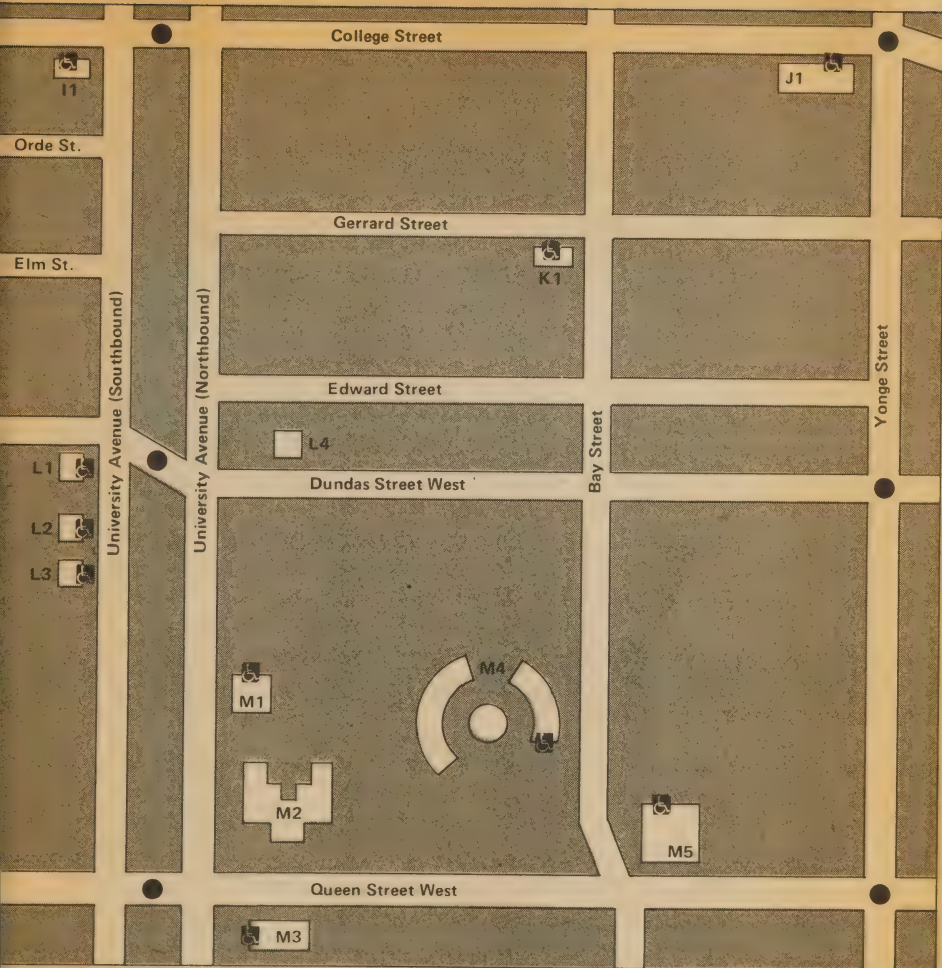 College Street
I1
J1
Orde St.
Gerrard Street
Elm St.
K1
University Avenue (Southbound)
University Avenue (Northbound)
Yonge Street
Edward Street
Bay Street
L4
L1
Dundas Street West
L2
L3
M4
M1
M2
M5
Queen Street West
M3